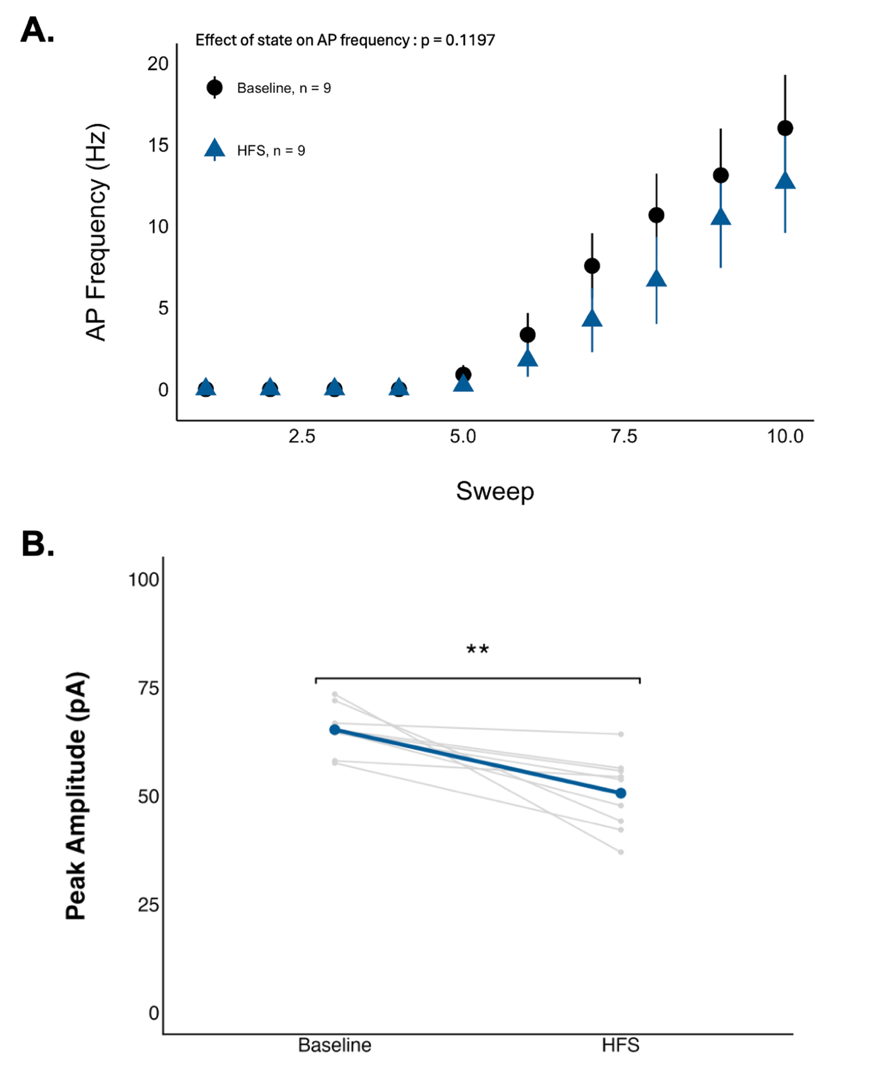 A.
Effect of state on AP frequency : p = 0.1197
Baseline, n = 9
HFS, n = 9
AP Frequency (Hz)
20
15
10
5
0
2.5 5.0 7.5 10.0
Sweep
B.
**
Peak Amplitude (pA)
100
75
50
25
0
Baseline HFS